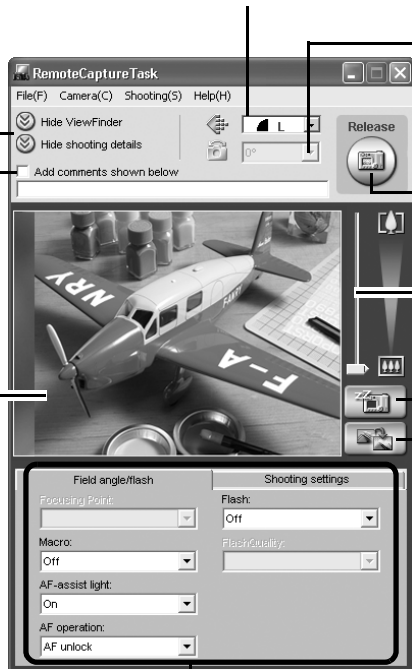 RemoteCaptureTask
File(F) Camera(C) Shooting(S) Help(H)
Hide ViewFinder
L
Release
Hide shooting details
0°
Add comments shown below
NRY
FANRY
F-A
Field angle/flash
Shooting settings
Focusing Point:
Flash:
Off
Macro:
FlashQuality:
Off
AF-assist light:
On
AF operation:
AF unlock